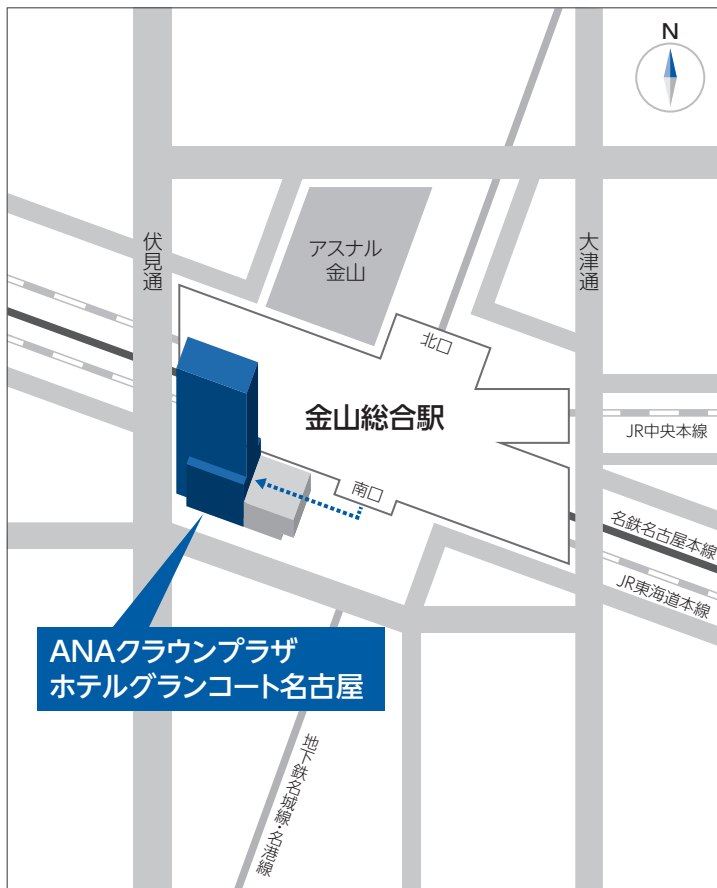 N
伏見通
大津通
アスナル
金山
北口
金山総合駅
JR中央本線
南口
名鉄名古屋本線
JR東海道本線
ANAクラウンプラザ
ホテルグランコート名古屋
地下鉄名城線・名港線